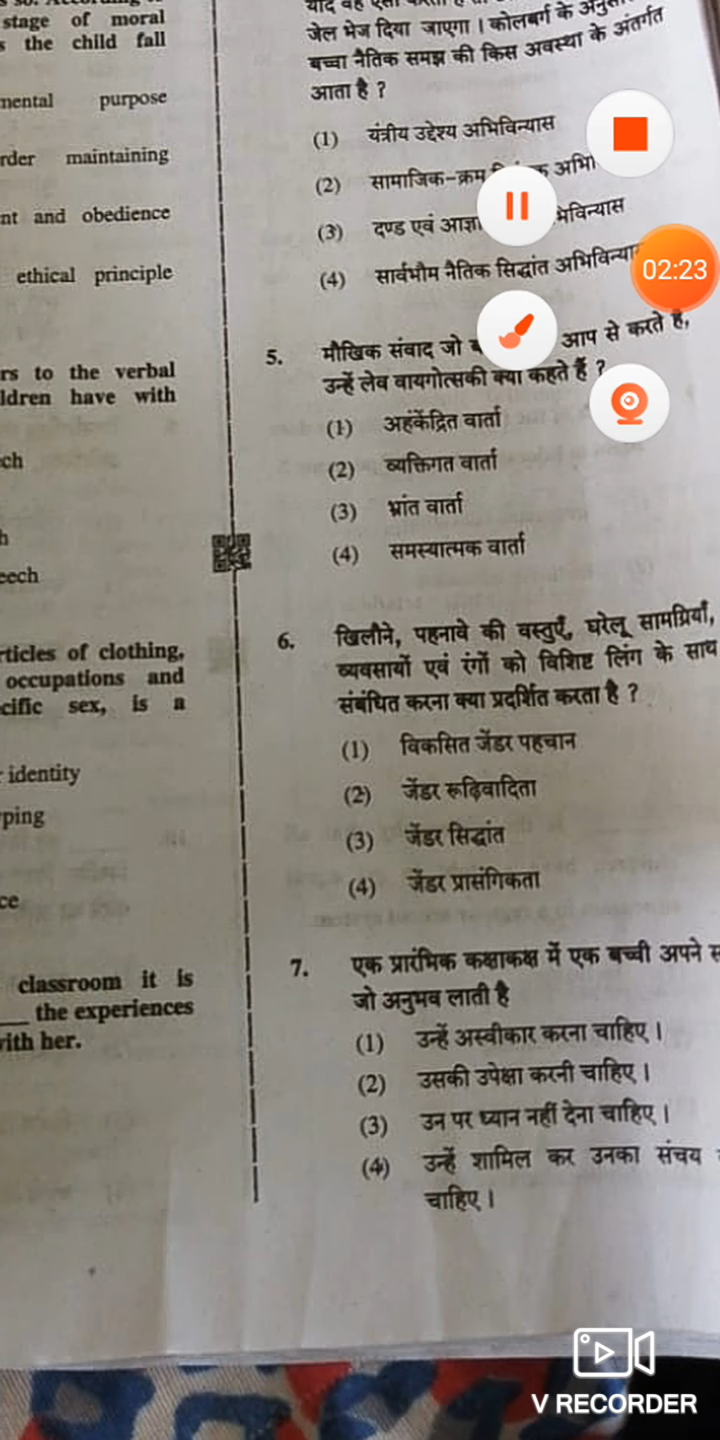 stage of moral
the child fall
mental purpose
rder maintaining
nt and obedience
ethical principle
rs to the verbal
ldren have with
ch
h
eech
rticles of clothing,
occupations and
cific sex, is a
identity
ping
ce
classroom it is
____ the experiences
with her.
जेल भेज दिया जाएगा । कोलबर्ग के अनुसा
बच्चा नैतिक समझ की किस अवस्था के अंतर्गत
आता है ?
(1) यंत्रीय उद्देश्य अभिविन्यास
(2) सामाजिक-क्रम अभि
(3) दण्ड एवं आज्ञा भिविन्यास
(4) सार्वभौम नैतिक सिद्धांत अभिविन्या
5. मौखिक संवाद जो आप से करते हैं,
उन्हें लेव वायगोत्सकी क्या कहते हैं ?
(1) अहंकेंद्रित वार्ता
(2) व्यक्तिगत वार्ता
(3) भ्रांत वार्ता
(4) समस्यात्मक वार्ता
6. खिलौने, पहनावे की वस्तुएँ, घरेलू सामग्रियाँ,
व्यवसायों एवं रंगों को विशिष्ट लिंग के साथ
संबंधित करना क्या प्रदर्शित करता है ?
(1) विकसित जेंडर पहचान
(2) जेंडर रूढ़िवादिता
(3) जेंडर सिद्धांत
(4) जेंडर प्रासंगिकता
7. एक प्रारंभिक कक्षाकक्ष में एक बच्ची अपने स
जो अनुभव लाती है
(1) उन्हें अस्वीकार करना चाहिए ।
(2) उसकी उपेक्षा करनी चाहिए ।
(3) उन पर ध्यान नहीं देना चाहिए ।
(4) उन्हें शामिल कर उनका संचय
चाहिए ।
02:23
V RECORDER